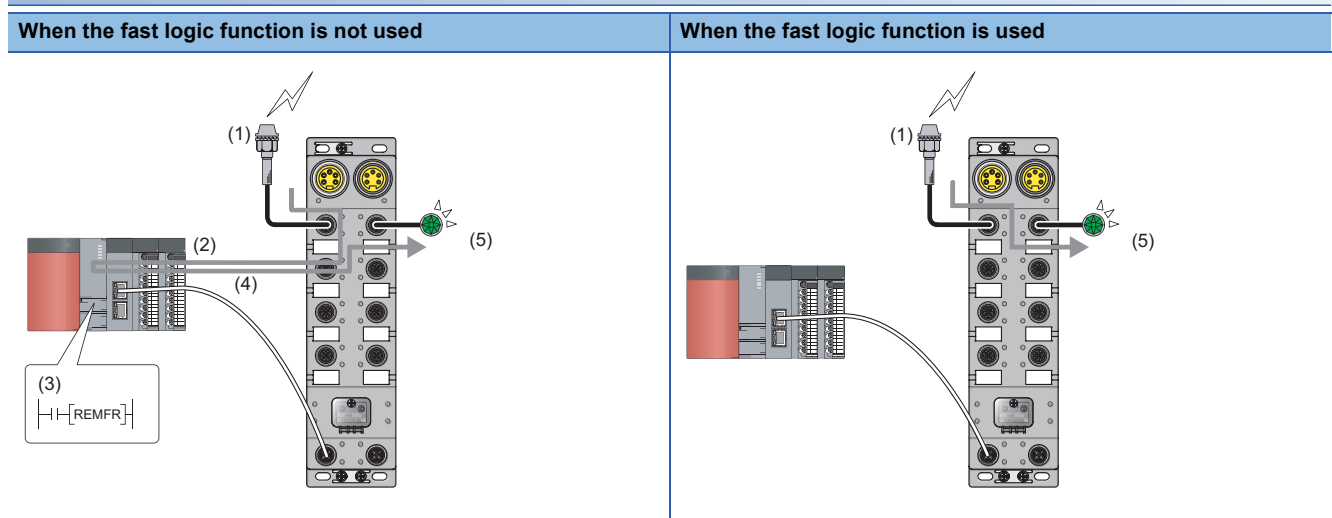 When the fast logic function is not used
When the fast logic function is used
(1)
(2)
(5)
(4)
(3)
REMFR
(1)
(5)